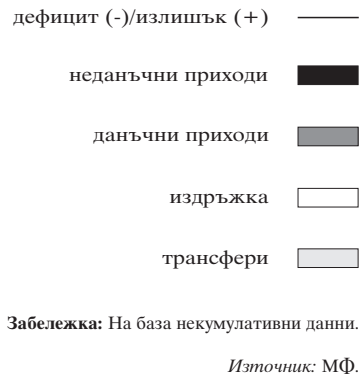 дефицит (-)/излишък (+)
неданъчни приходи
данъчни приходи
издръжка
трансфери
Забележка: На база некумулативни данни.
Източник: МФ.